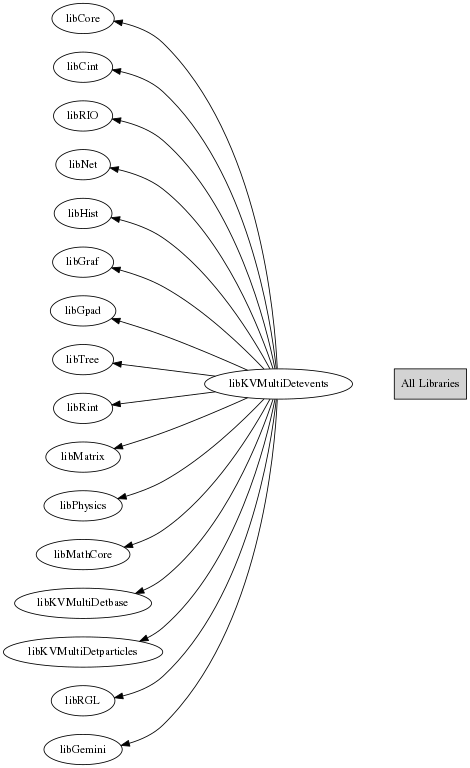 libCore
libCint
libRIO
libNet
libHist
libGraf
libGpad
libTree
libKVMultiDetevents
All Libraries
libRint
libMatrix
libPhysics
libMathCore
libKVMultiDetbase
libKVMultiDetparticles
libRGL
libGemini